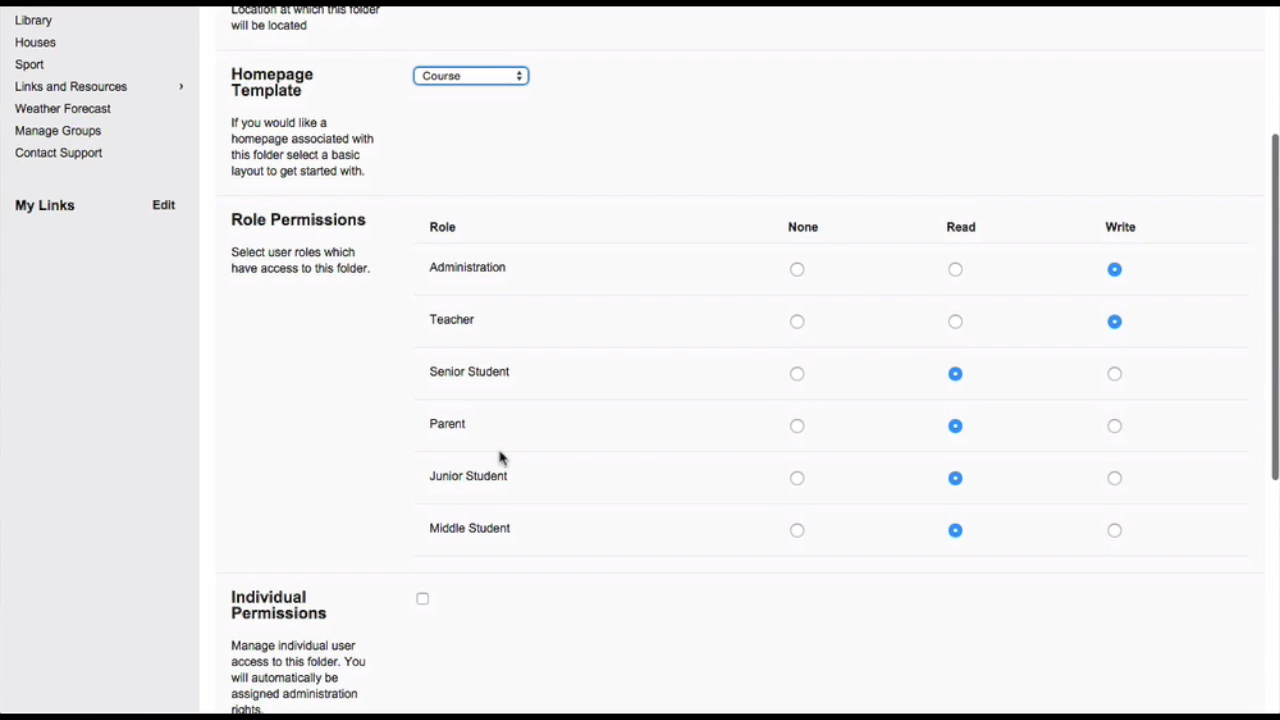 Library
Houses
Sport
Links and Resources
Weather Forecast
Manage Groups
Contact Support
My Links Edit
Location at which this folder
will be located
Homepage
Template
Course
If you would like a
homepage associated with
this folder select a basic
layout to get started with.
Role Permissions
Select user roles which
have access to this folder.
Role None Read Write
Administration
Teacher
Senior Student
Parent
Junior Student
Middle Student
Individual
Permissions
Manage individual user
access to this folder. You
will automatically be
assigned administration
rights.